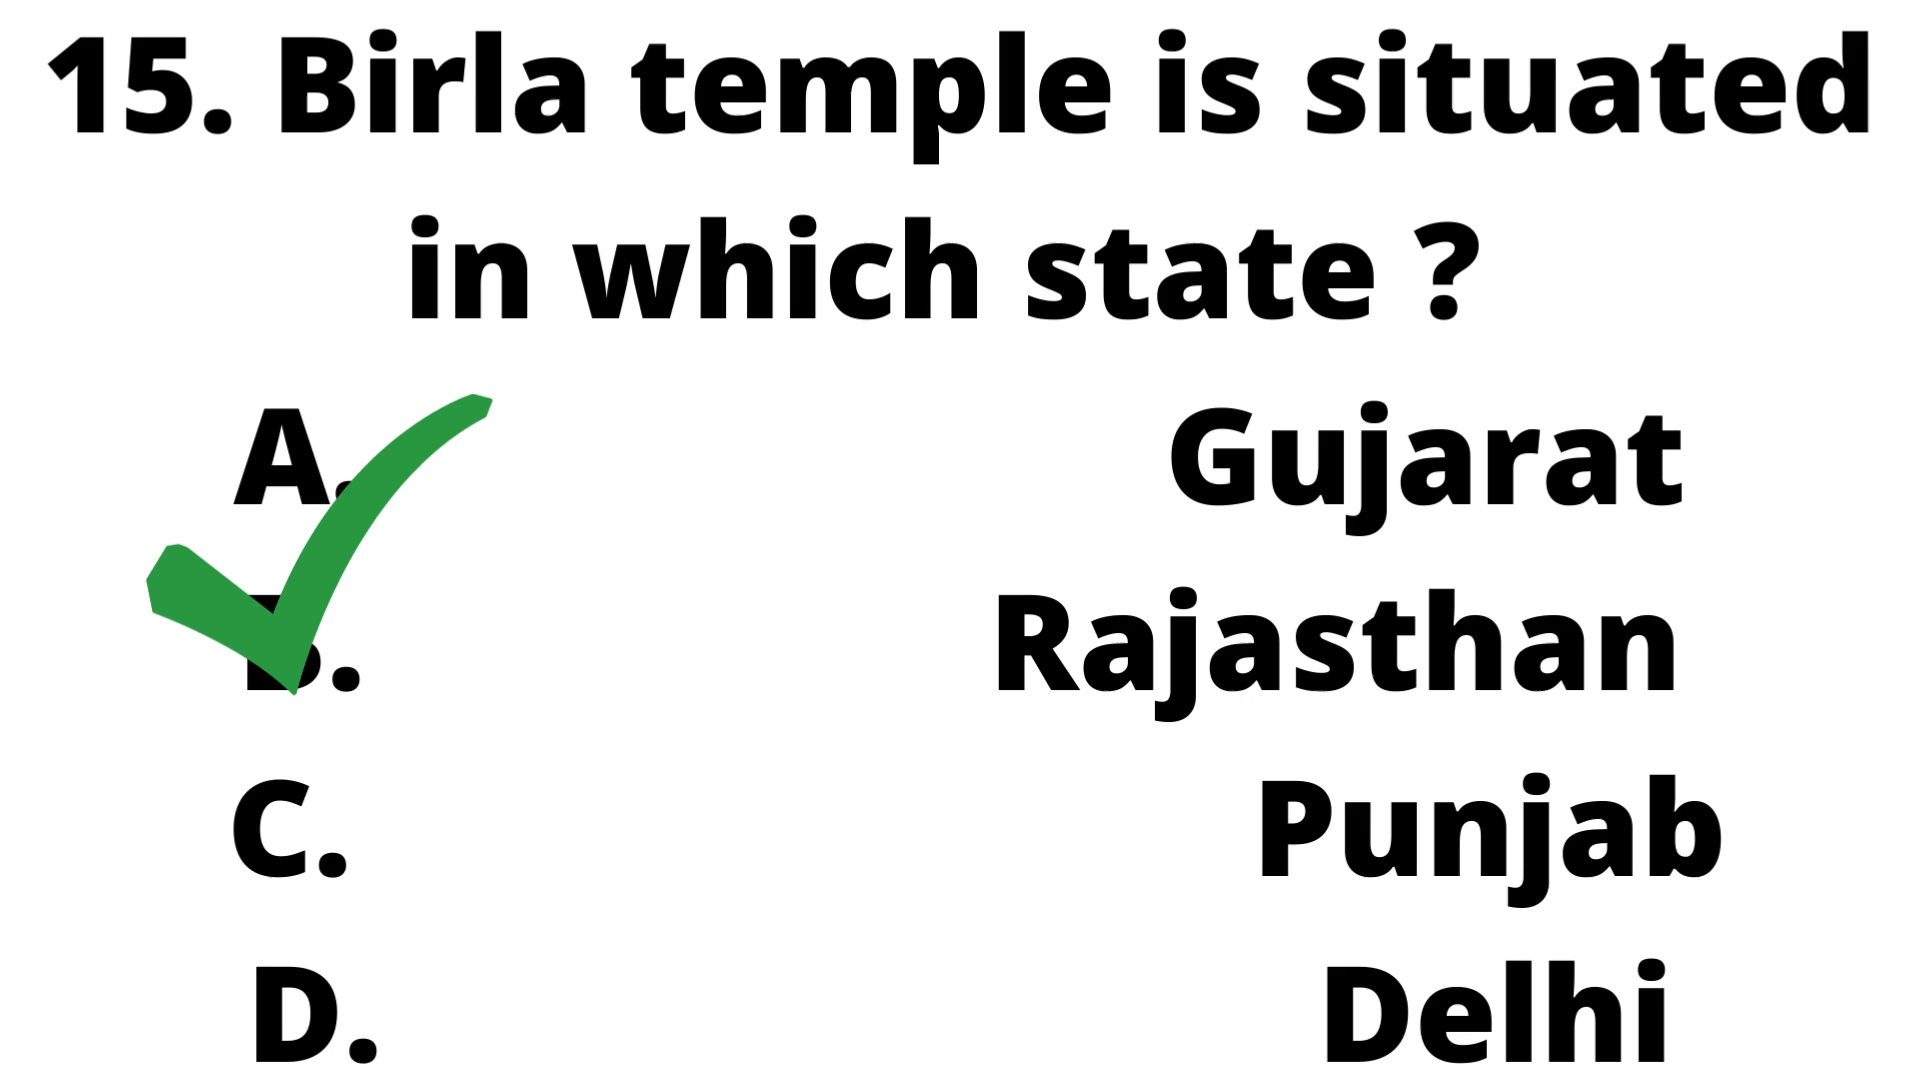 15. Birla temple is situated
in which state ?
A. Gujarat
B. Rajasthan
C. Punjab
D. Delhi